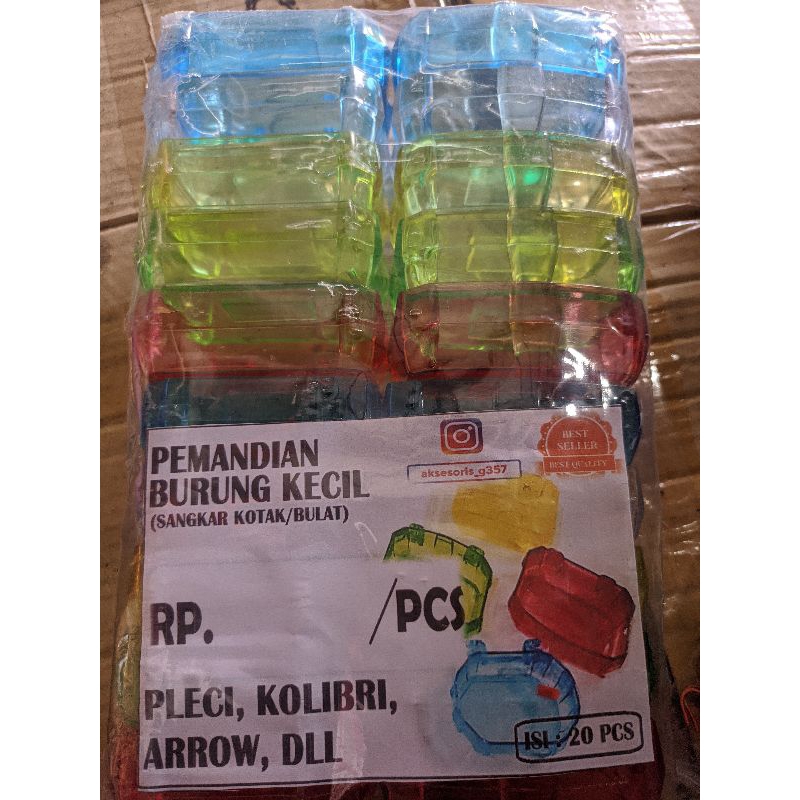 PEMANDIAN
BURUNG KECIL
(SANGKAR KOTAK/BULAT)
aksesoris_g357
BEST
SELLER
BEST QUALITY
RP. /PCS
PLECI, KOLIBRI,
ARROW, DLL
ISI : 20 PCS